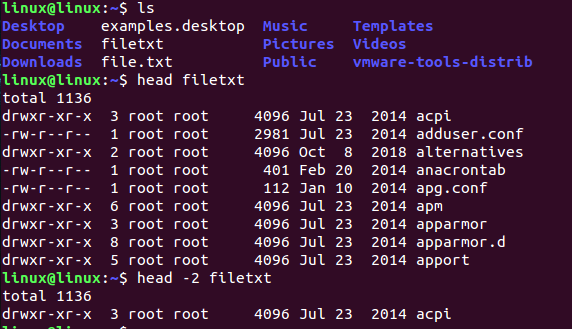 linux@linux:~$ ls
Desktop    examples.desktop  Music     Templates
Documents  filetxt           Pictures  Videos
Downloads  file.txt          Public    vmware-tools-distrib
linux@linux:~$ head filetxt
total 1136
drwxr-xr-x  3 root root     4096 Jul 23  2014 acpi
-rw-r--r--  1 root root     2981 Jul 23  2014 adduser.conf
drwxr-xr-x  2 root root     4096 Oct  8  2018 alternatives
-rw-r--r--  1 root root      401 Feb 20  2014 anacrontab
-rw-r--r--  1 root root      112 Jan 10  2014 apg.conf
drwxr-xr-x  6 root root     4096 Jul 23  2014 apm
drwxr-xr-x  3 root root     4096 Jul 23  2014 apparmor
drwxr-xr-x  8 root root     4096 Jul 23  2014 apparmor.d
drwxr-xr-x  5 root root     4096 Jul 23  2014 apport
linux@linux:~$ head -2 filetxt
total 1136
drwxr-xr-x  3 root root     4096 Jul 23  2014 acpi